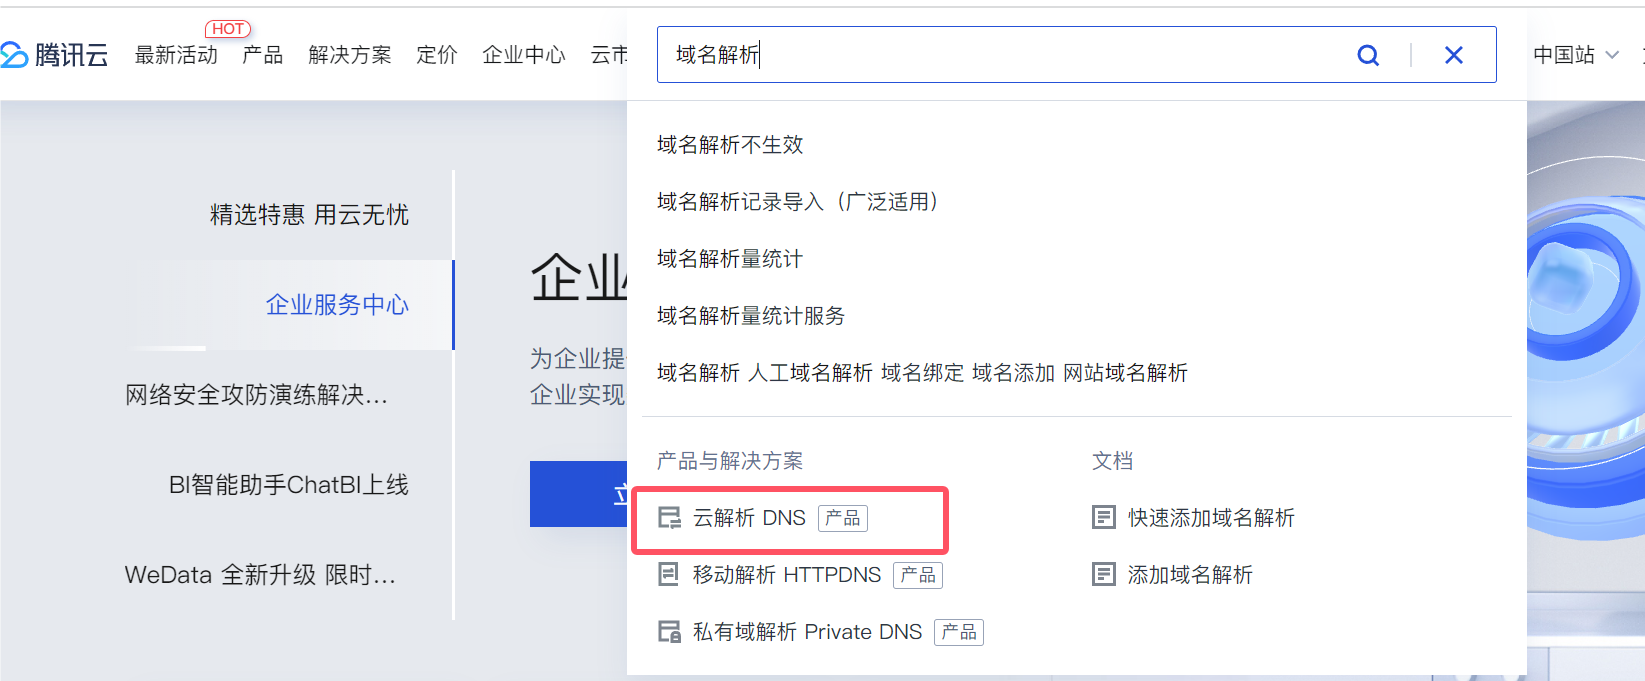 HOT
腾讯云 最新活动 产品 解决方案 定价 企业中心 云市 域名解析 中国站
域名解析不生效
域名解析记录导入（广泛适用）
域名解析量统计
域名解析量统计服务
域名解析 人工域名解析 域名绑定 域名添加 网站域名解析
产品与解决方案
云解析 DNS 产品
移动解析 HTTPDNS 产品
私有域解析 Private DNS 产品
文档
快速添加域名解析
添加域名解析
精选特惠 用云无忧
企业服务中心
网络安全攻防演练解决...
BI智能助手ChatBI上线
WeData 全新升级 限时...
企业
为企业提
企业实现
立